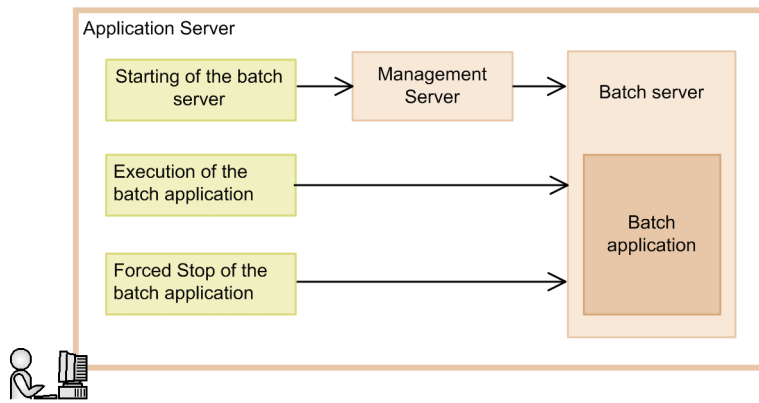 Application Server
Starting of the batch
server
Management
Server
Batch server
Execution of the
batch application
Batch
application
Forced Stop of the
batch application